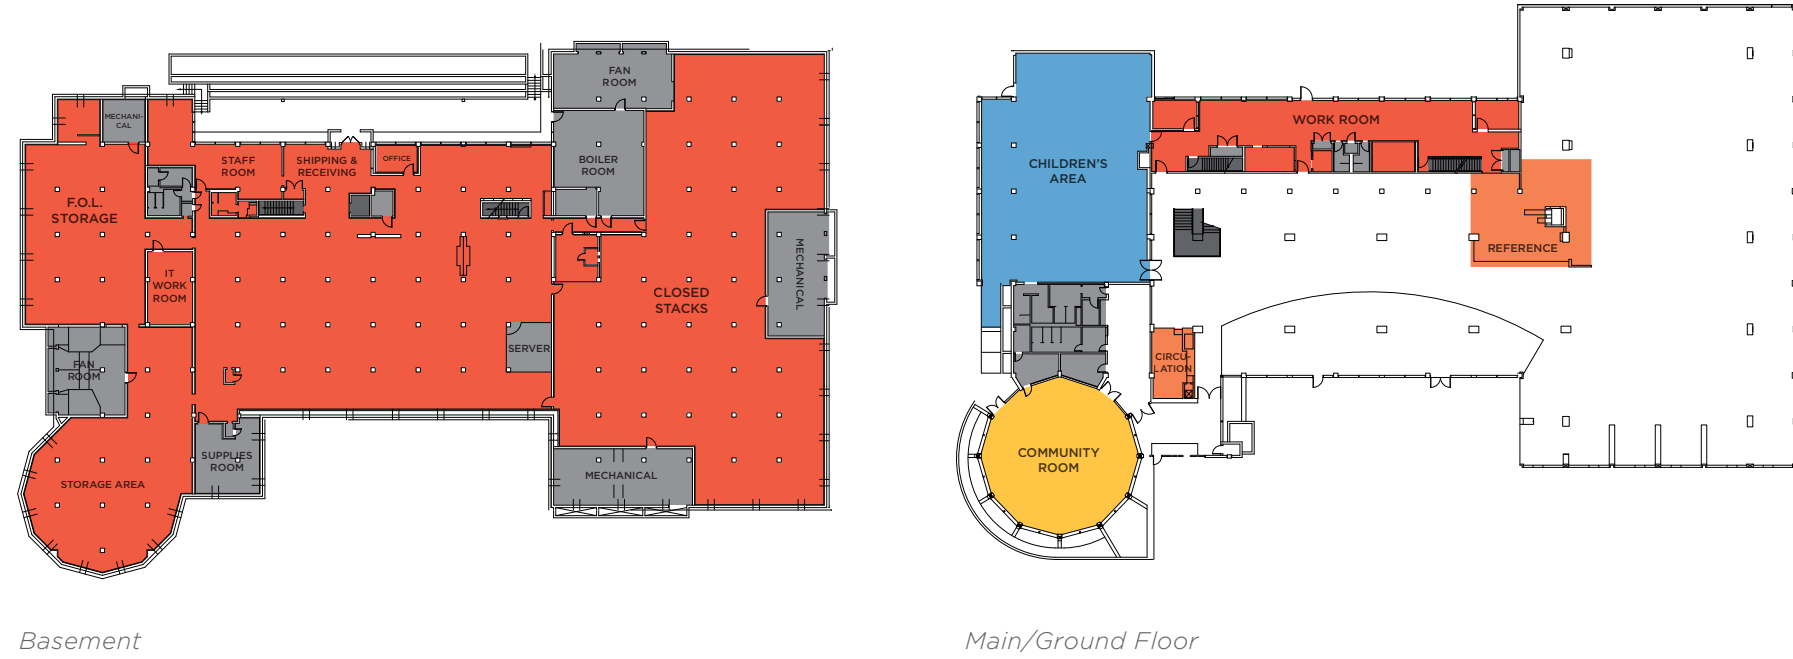 FAN
ROOM
MECHANI-
CAL
BOILER
ROOM
STAFF
ROOM
SHIPPING &
RECEIVING
OFFICE
F.O.L.
STORAGE
IT
WORK
ROOM
CLOSED
STACKS
MECHANICAL
SERVER
FAN
ROOM
SUPPLIES
ROOM
STORAGE AREA
MECHANICAL
Basement
WORK ROOM
CHILDREN'S
AREA
REFERENCE
CIRCU-
LATION
COMMUNITY
ROOM
Main/Ground Floor